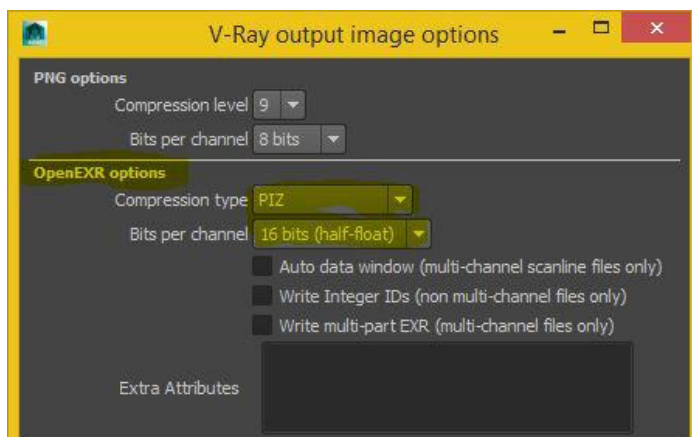 V-Ray output image options
PNG options
Compression level 9
Bits per channel 8 bits
OpenEXR options
Compression type PIZ
Bits per channel 16 bits (half-float)
Auto data window (multi-channel scanline files only)
Write Integer IDs (non multi-channel files only)
Write multi-part EXR (multi-channel files only)
Extra Attributes